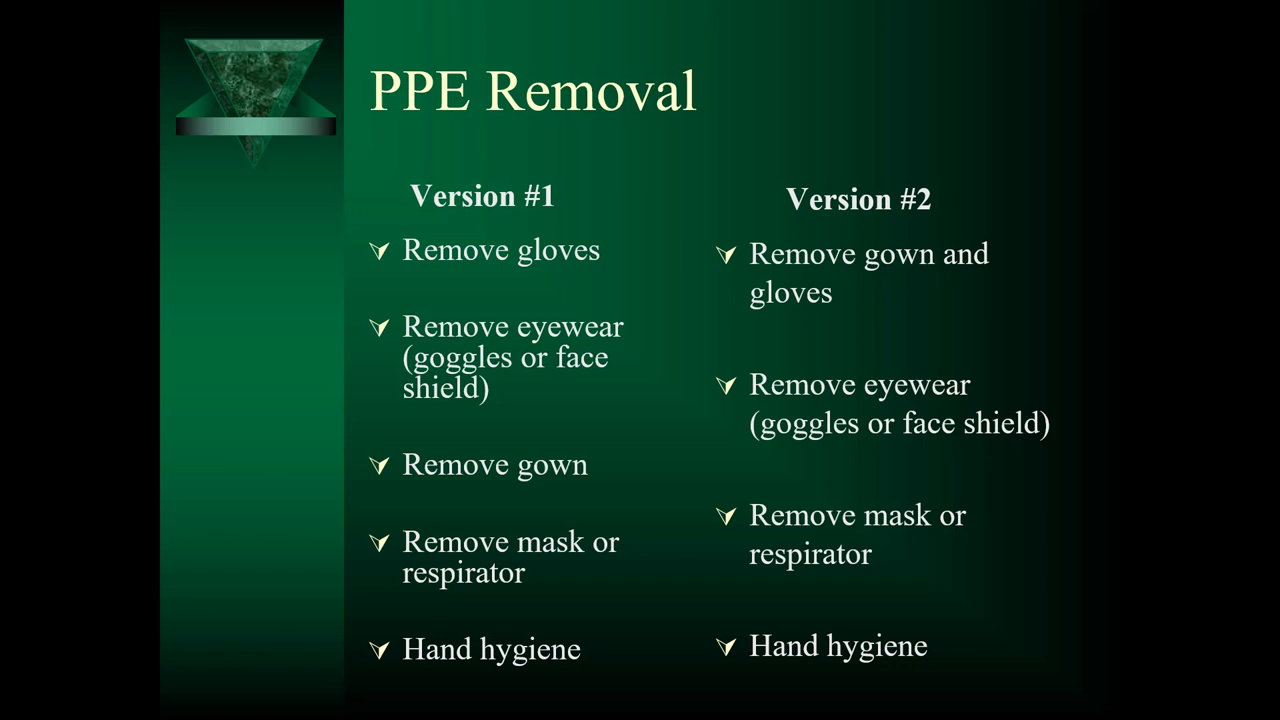 PPE Removal
Version #1
Remove gloves
Remove eyewear
(goggles or face
shield)
Remove gown
Remove mask or
respirator
Hand hygiene
Version #2
Remove gown and
gloves
Remove eyewear
(goggles or face shield)
Remove mask or
respirator
Hand hygiene